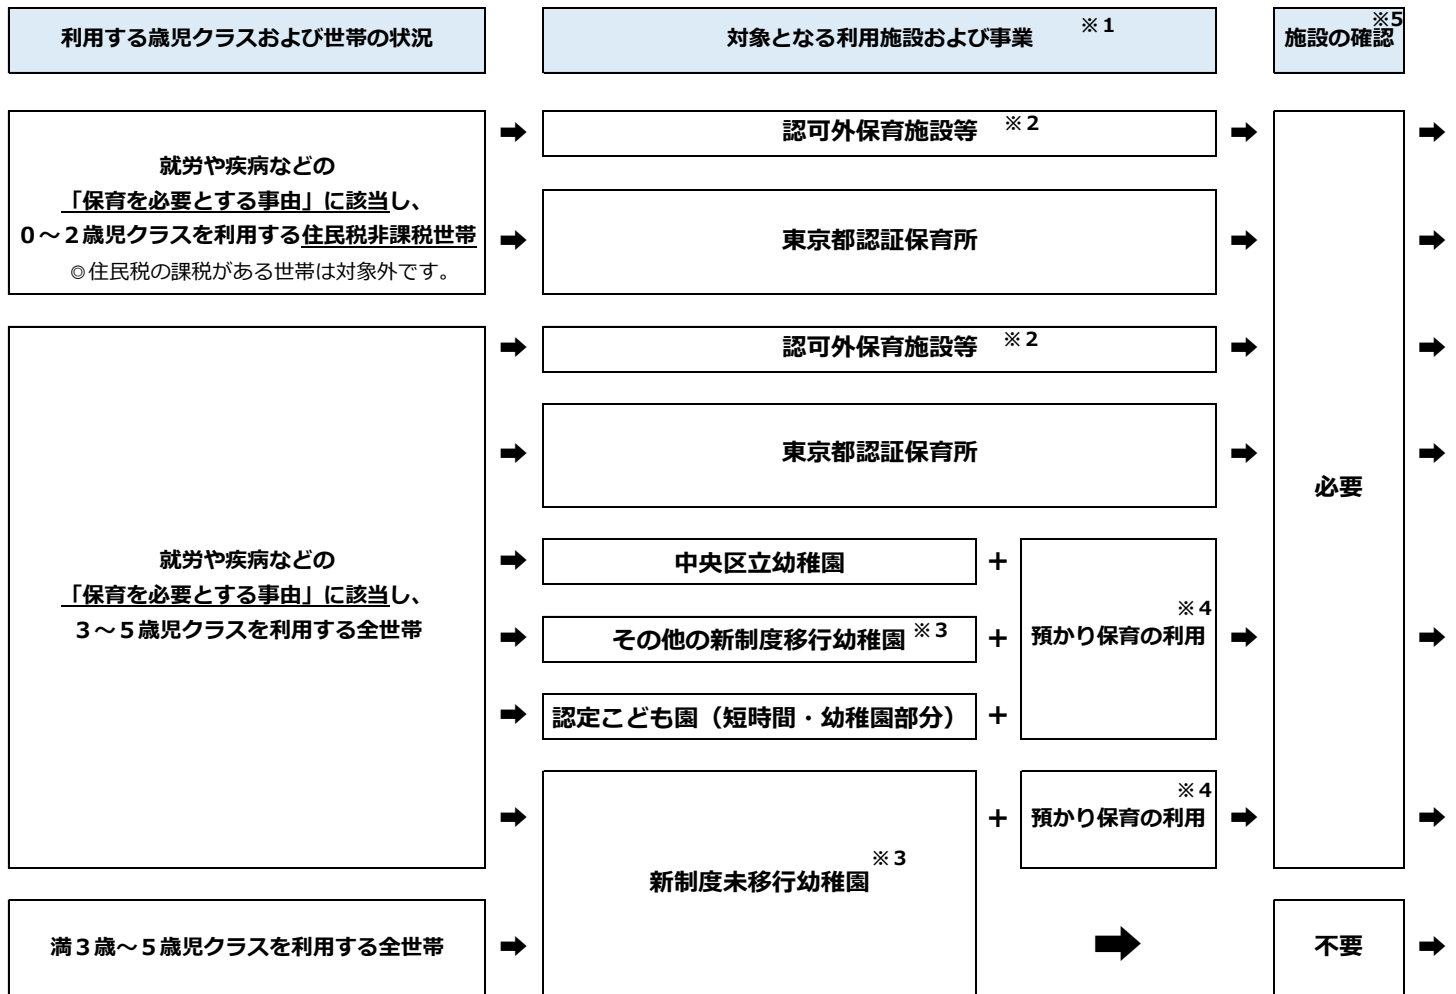 利用する歳児クラスおよび世帯の状況
対象となる利用施設および事業 ※1
施設の確認 ※5
就労や疾病などの
「保育を必要とする事由」に該当し、
0～2歳児クラスを利用する住民税非課税世帯
◎住民税の課税がある世帯は対象外です。
➡ 認可外保育施設等 ※2 ➡
➡ 東京都認証保育所 ➡
就労や疾病などの
「保育を必要とする事由」に該当し、
3～5歳児クラスを利用する全世帯
➡ 認可外保育施設等 ※2 ➡
➡ 東京都認証保育所 ➡
➡ 中央区立幼稚園 +
➡ その他の新制度移行幼稚園 ※3 +
➡ 認定こども園（短時間・幼稚園部分） +
※4
預かり保育の利用 ➡
➡ 新制度未移行幼稚園 ※3
+ ※4
預かり保育の利用 ➡
必要 ➡
満3歳～5歳児クラスを利用する全世帯 ➡
➡ 不要 ➡